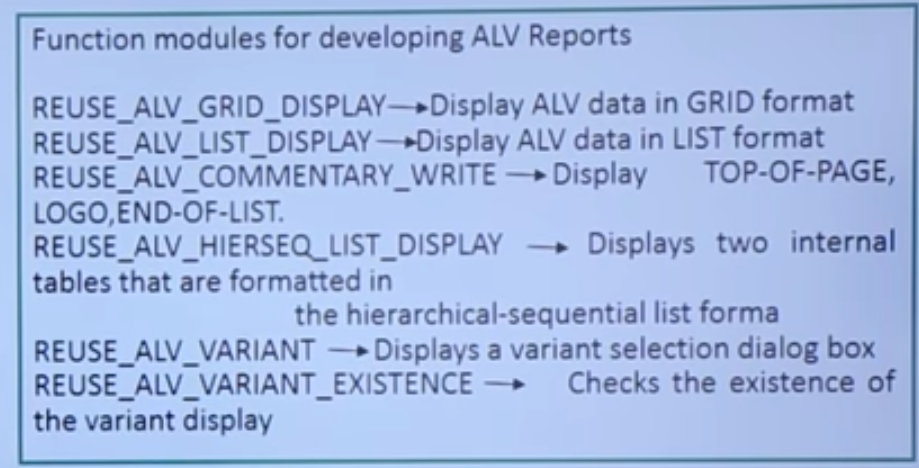 Function modules for developing ALV Reports
REUSE_ALV_GRID_DISPLAY→Display ALV data in GRID format
REUSE_ALV_LIST_DISPLAY→Display ALV data in LIST format
REUSE_ALV_COMMENTARY_WRITE → Display TOP-OF-PAGE,
LOGO,END-OF-LIST.
REUSE_ALV_HIERSEQ_LIST_DISPLAY → Displays two internal
tables that are formatted in
the hierarchical-sequential list forma
REUSE_ALV_VARIANT → Displays a variant selection dialog box
REUSE_ALV_VARIANT_EXISTENCE → Checks the existence of
the variant display